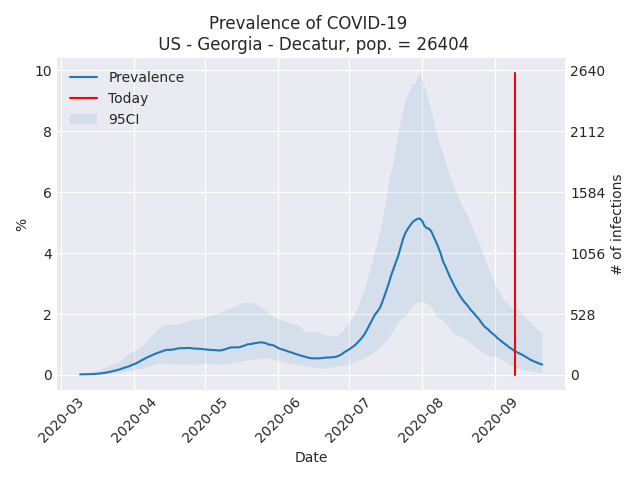 Prevalence of COVID-19
US - Georgia - Decatur, pop. = 26404
Prevalence
Today
95CI
10
8
6
4
2
0
%
2640
2112
1584
1056
528
0
# of infections
2020-03
2020-04
2020-05
2020-06
2020-07
2020-08
2020-09
Date